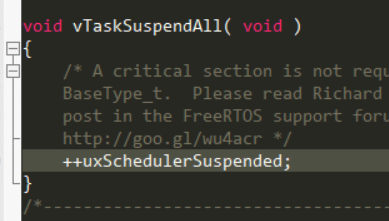 void vTaskSuspendAll( void )
{
/* A critical section is not requ
BaseType_t.  Please read Richard
post in the FreeRTOS support foru
http://goo.gl/wu4acr */
++uxSchedulerSuspended;
}
/*-----------------------------------